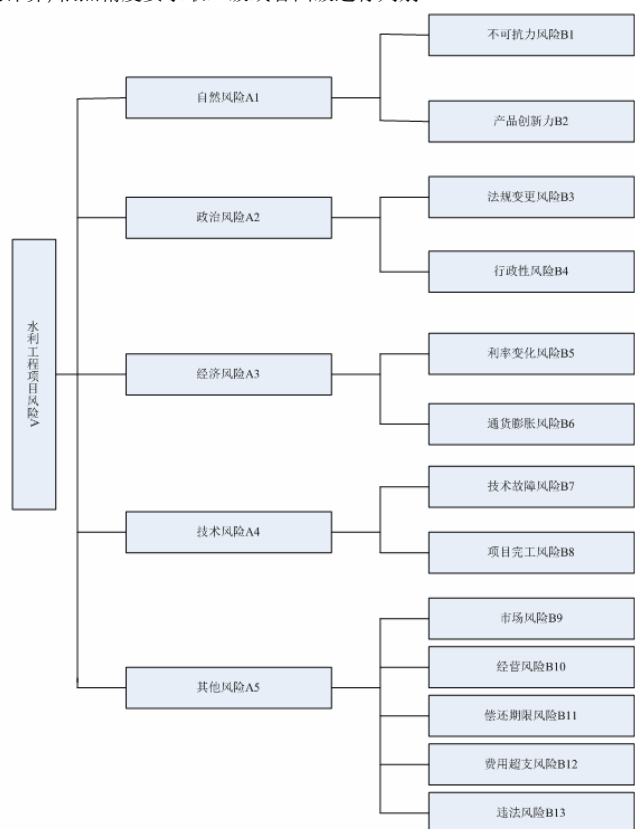 不可抗力风险B1
自然风险A1
产品创新力B2
法规变更风险B3
政治风险A2
行政性风险B4
水利工程项目风险A
利率变化风险B5
经济风险A3
通货膨胀风险B6
技术故障风险B7
技术风险A4
项目完工风险B8
市场风险B9
经营风险B10
其他风险A5
偿还期限风险B11
费用超支风险B12
违法风险B13